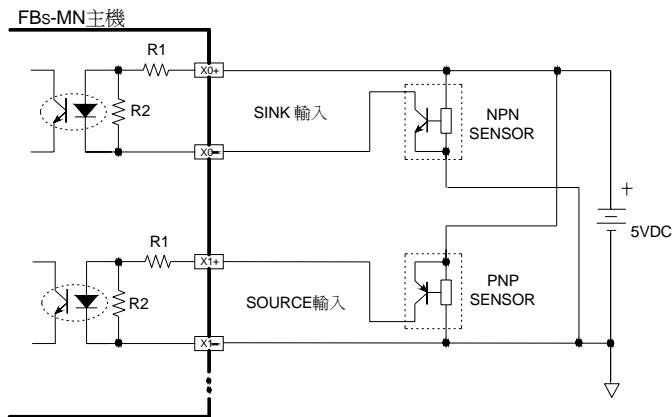 FBs-MN主機
R1
X0+
R2
SINK 輸入
NPN
SENSOR
X0-
+
5VDC
R1
X1+
R2
SOURCE輸入
PNP
SENSOR
X1-